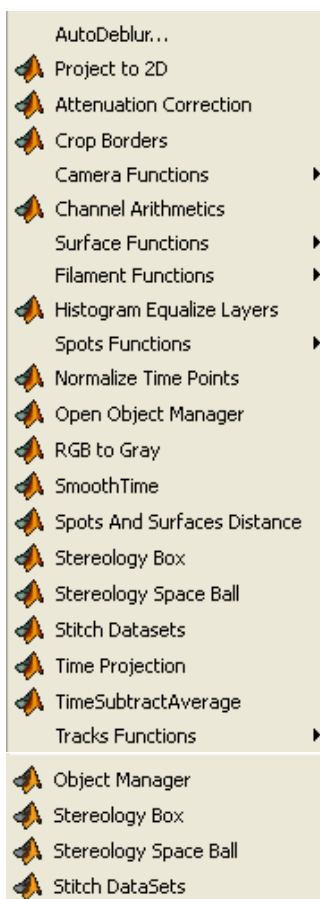 AutoDeblur...
Project to 2D
Attenuation Correction
Crop Borders
Camera Functions
Channel Arithmetics
Surface Functions
Filament Functions
Histogram Equalize Layers
Spots Functions
Normalize Time Points
Open Object Manager
RGB to Gray
SmoothTime
Spots And Surfaces Distance
Stereology Box
Stereology Space Ball
Stitch Datasets
Time Projection
TimeSubtractAverage
Tracks Functions
Object Manager
Stereology Box
Stereology Space Ball
Stitch DataSets